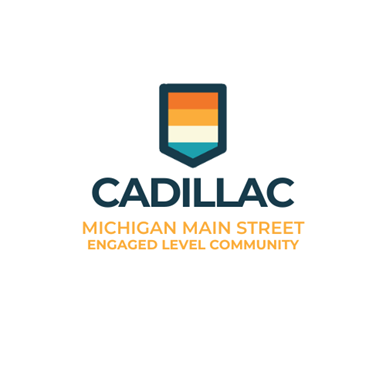 CADILLAC
MICHIGAN MAIN STREET
ENGAGED LEVEL COMMUNITY